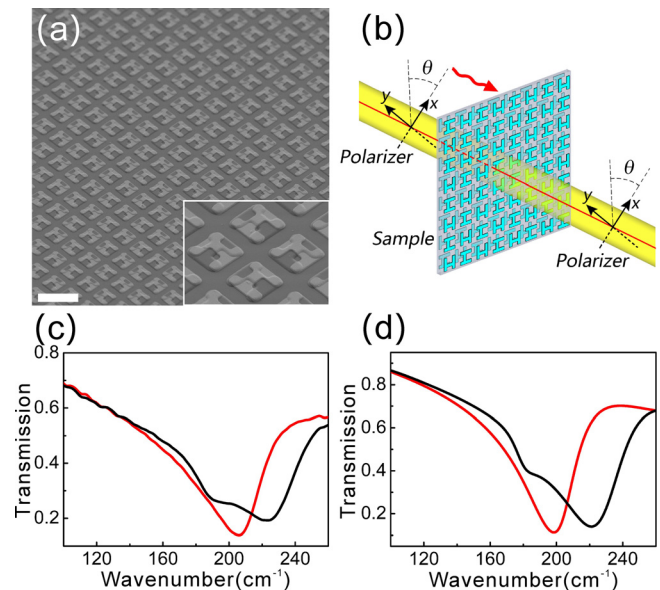 (a)
(b)
θ
y
x
Polarizer
θ
y
x
Sample
Polarizer
(c)
(d)
0.8
0.6
0.4
0.2
Transmission
120 160 200 240
Wavenumber(cm⁻¹)
0.8
0.6
0.4
0.2
Transmission
120 160 200 240
Wavenumber(cm⁻¹)